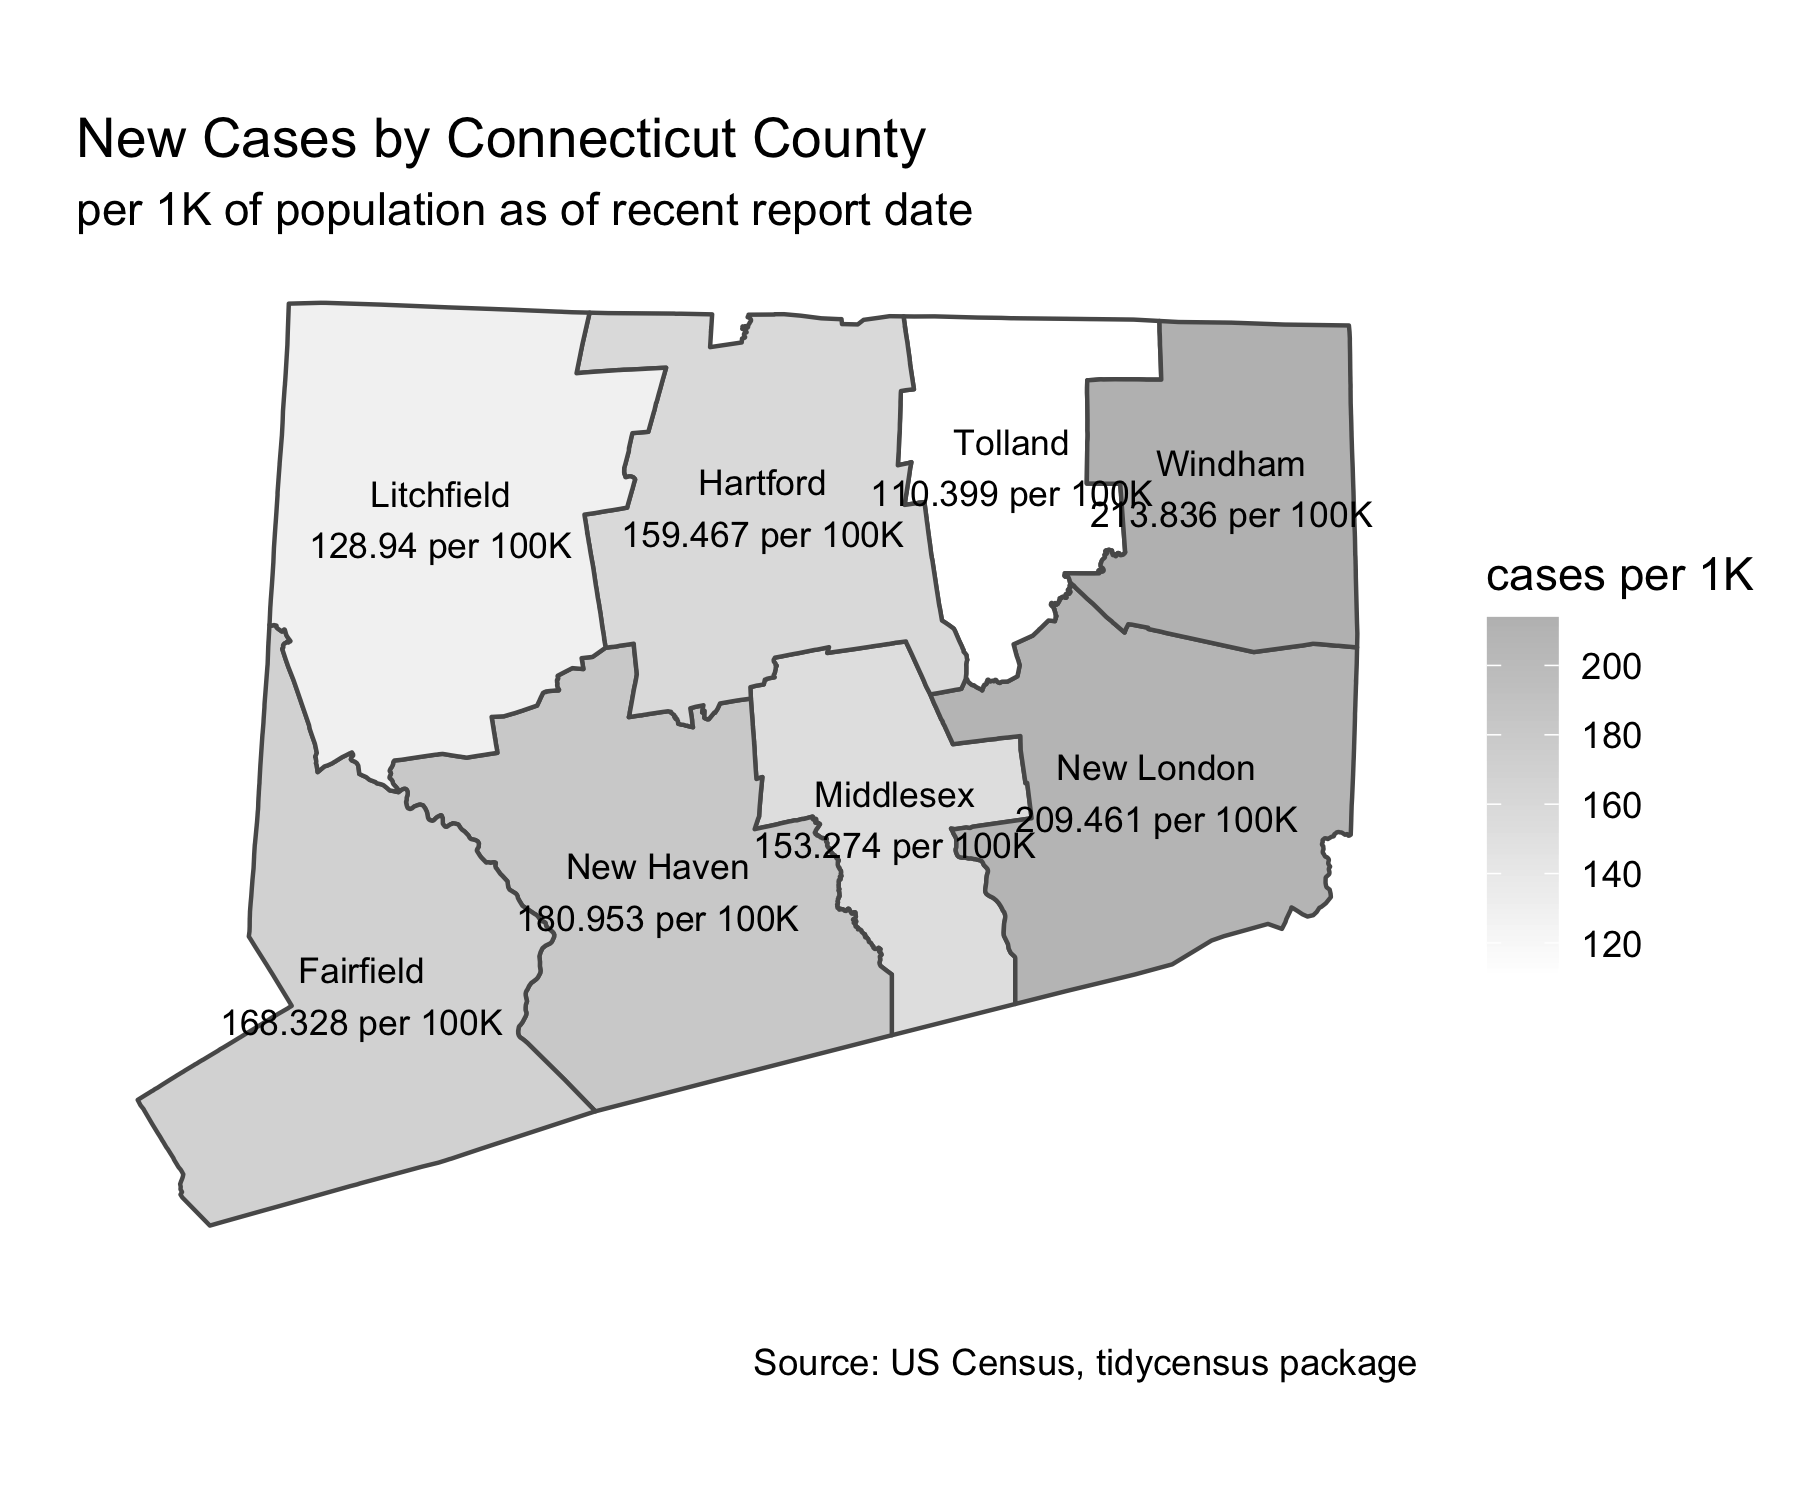 New Cases by Connecticut County
per 1K of population as of recent report date
Tolland
110.399 per 100K
Windham
213.836 per 100K
Hartford
159.467 per 100K
Litchfield
128.94 per 100K
cases per 1K
200
180
160
140
120
New London
209.461 per 100K
Middlesex
153.274 per 100K
New Haven
180.953 per 100K
Fairfield
168.328 per 100K
Source: US Census, tidycensus package